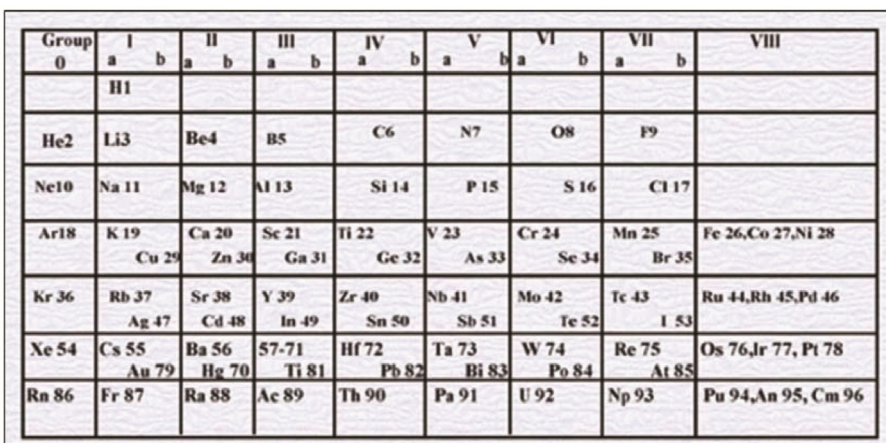 Group I II III IV V VI VII VIII
0 a b a b a b a b a b a b a b
H1
He2 Li3 Be4 B5 C6 N7 O8 F9
Ne10 Na 11 Mg 12 Al 13 Si 14 P 15 S 16 Cl 17
Ar18 K 19 Ca 20 Sc 21 Ti 22 V 23 Cr 24 Mn 25 Fe 26,Co 27,Ni 28
Cu 29 Zn 30 Ga 31 Ge 32 As 33 Se 34 Br 35
Kr 36 Rb 37 Sr 38 Y 39 Zr 40 Nb 41 Mo 42 Tc 43 Ru 44,Rh 45,Pd 46
Ag 47 Cd 48 In 49 Sn 50 Sb 51 Te 52 I 53
Xe 54 Cs 55 Ba 56 57-71 Hf 72 Ta 73 W 74 Re 75 Os 76,Ir 77, Pt 78
Au 79 Hg 70 Ti 81 Pb 82 Bi 83 Po 84 At 85
Rn 86 Fr 87 Ra 88 Ac 89 Th 90 Pa 91 U 92 Np 93 Pu 94,An 95, Cm 96